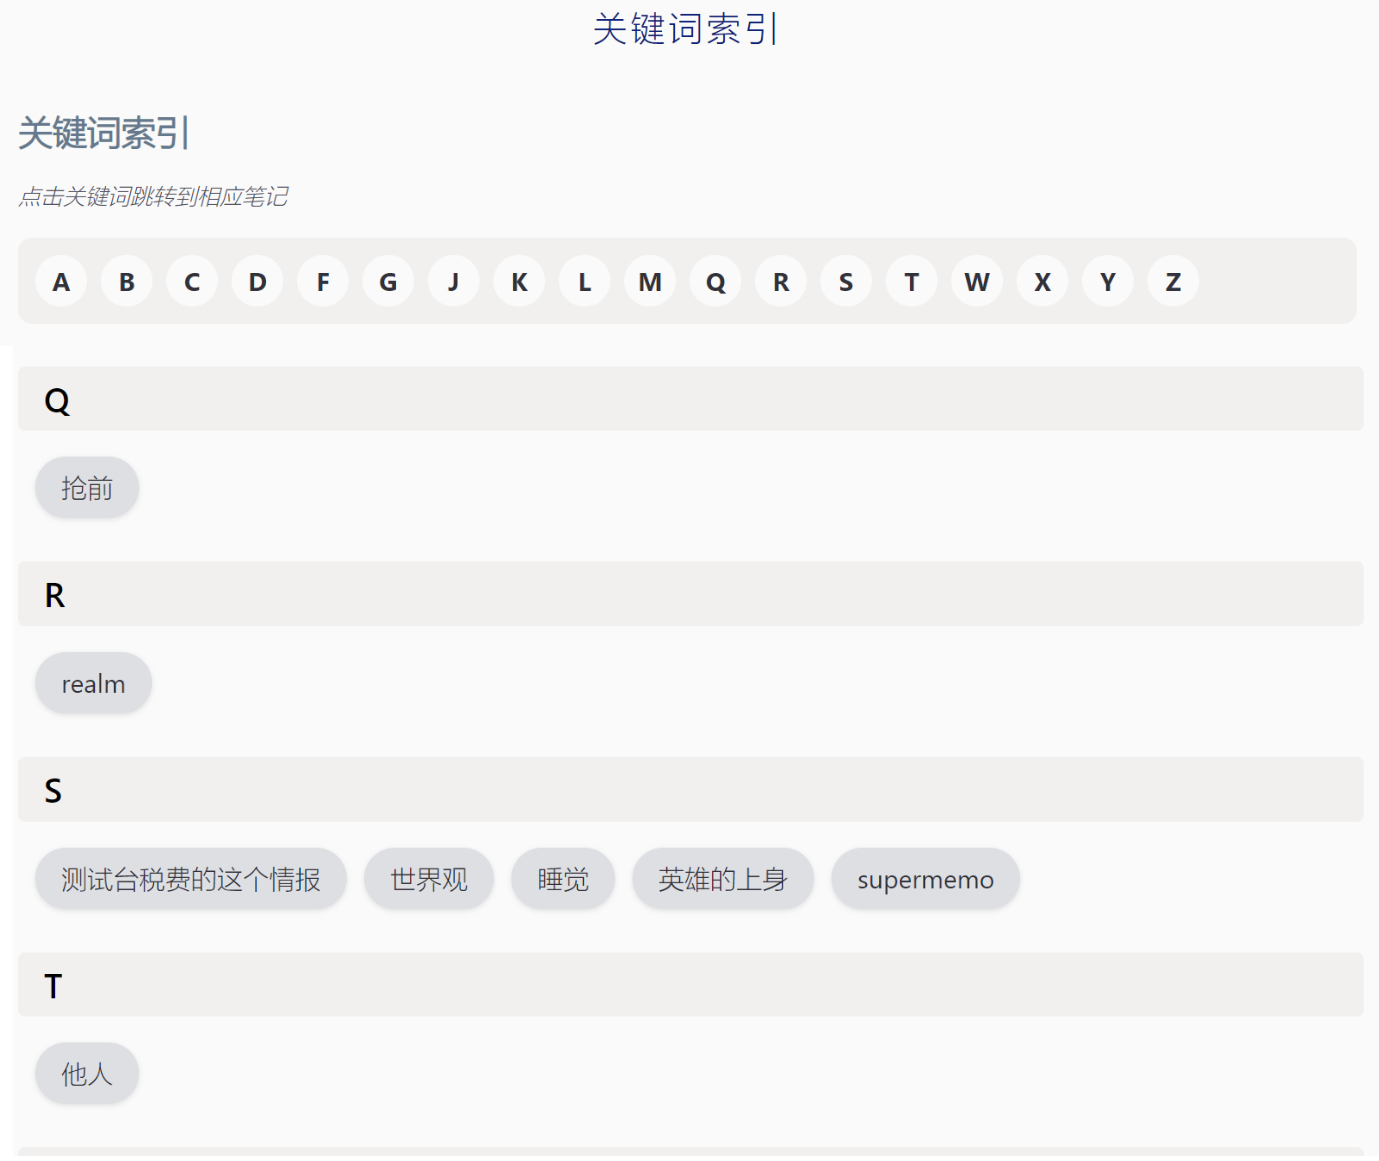 关键词索引
关键词索引
点击关键词跳转到相应笔记
A B C D F G J K L M Q R S T W X Y Z
Q
抢前
R
realm
S
测试台税费的这个情报 世界观 睡觉 英雄的上身 supermemo
T
他人